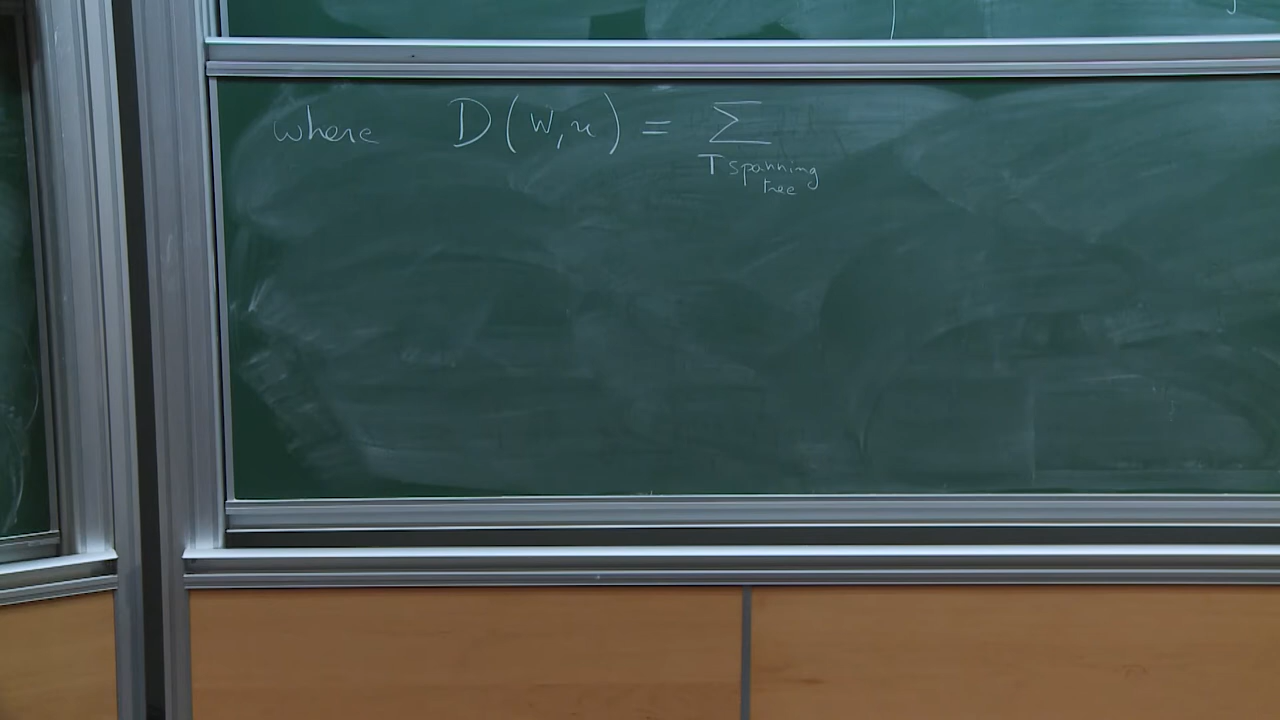 where D(W,u) = Σ
T spanning
tree